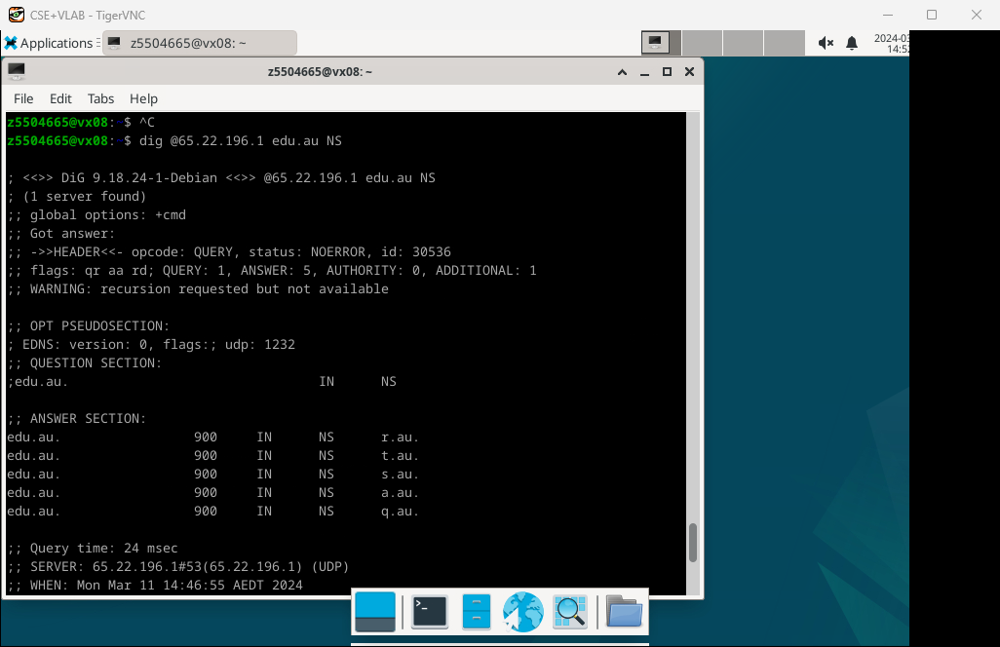 CSE+VLAB - TigerVNC
Applications
z5504665@vx08: ~
2024-03
14:52
z5504665@vx08: ~
File Edit Tabs Help
z5504665@vx08:~$ ^C
z5504665@vx08:~$ dig @65.22.196.1 edu.au NS
; <<>> DiG 9.18.24-1-Debian <<>> @65.22.196.1 edu.au NS
; (1 server found)
;; global options: +cmd
;; Got answer:
;; ->>HEADER<<- opcode: QUERY, status: NOERROR, id: 30536
;; flags: qr aa rd; QUERY: 1, ANSWER: 5, AUTHORITY: 0, ADDITIONAL: 1
;; WARNING: recursion requested but not available
;; OPT PSEUDOSECTION:
; EDNS: version: 0, flags:; udp: 1232
;; QUESTION SECTION:
;edu.au. IN NS
;; ANSWER SECTION:
edu.au. 900 IN NS r.au.
edu.au. 900 IN NS t.au.
edu.au. 900 IN NS s.au.
edu.au. 900 IN NS a.au.
edu.au. 900 IN NS q.au.
;; Query time: 24 msec
;; SERVER: 65.22.196.1#53(65.22.196.1) (UDP)
;; WHEN: Mon Mar 11 14:46:55 AEDT 2024